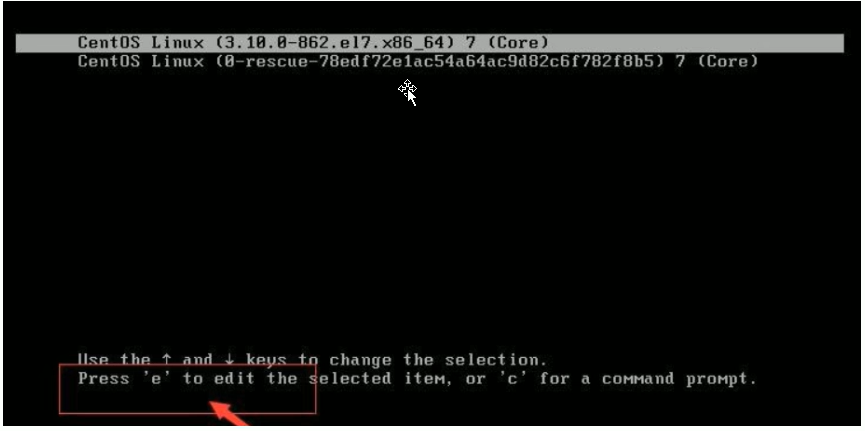 CentOS Linux (3.10.0-862.el7.x86_64) 7 (Core)
CentOS Linux (0-rescue-78edf72e1ac54a64ac9d82c6f782f8b5) 7 (Core)
Use the ↑ and ↓ keys to change the selection.
Press 'e' to edit the selected item, or 'c' for a command prompt.